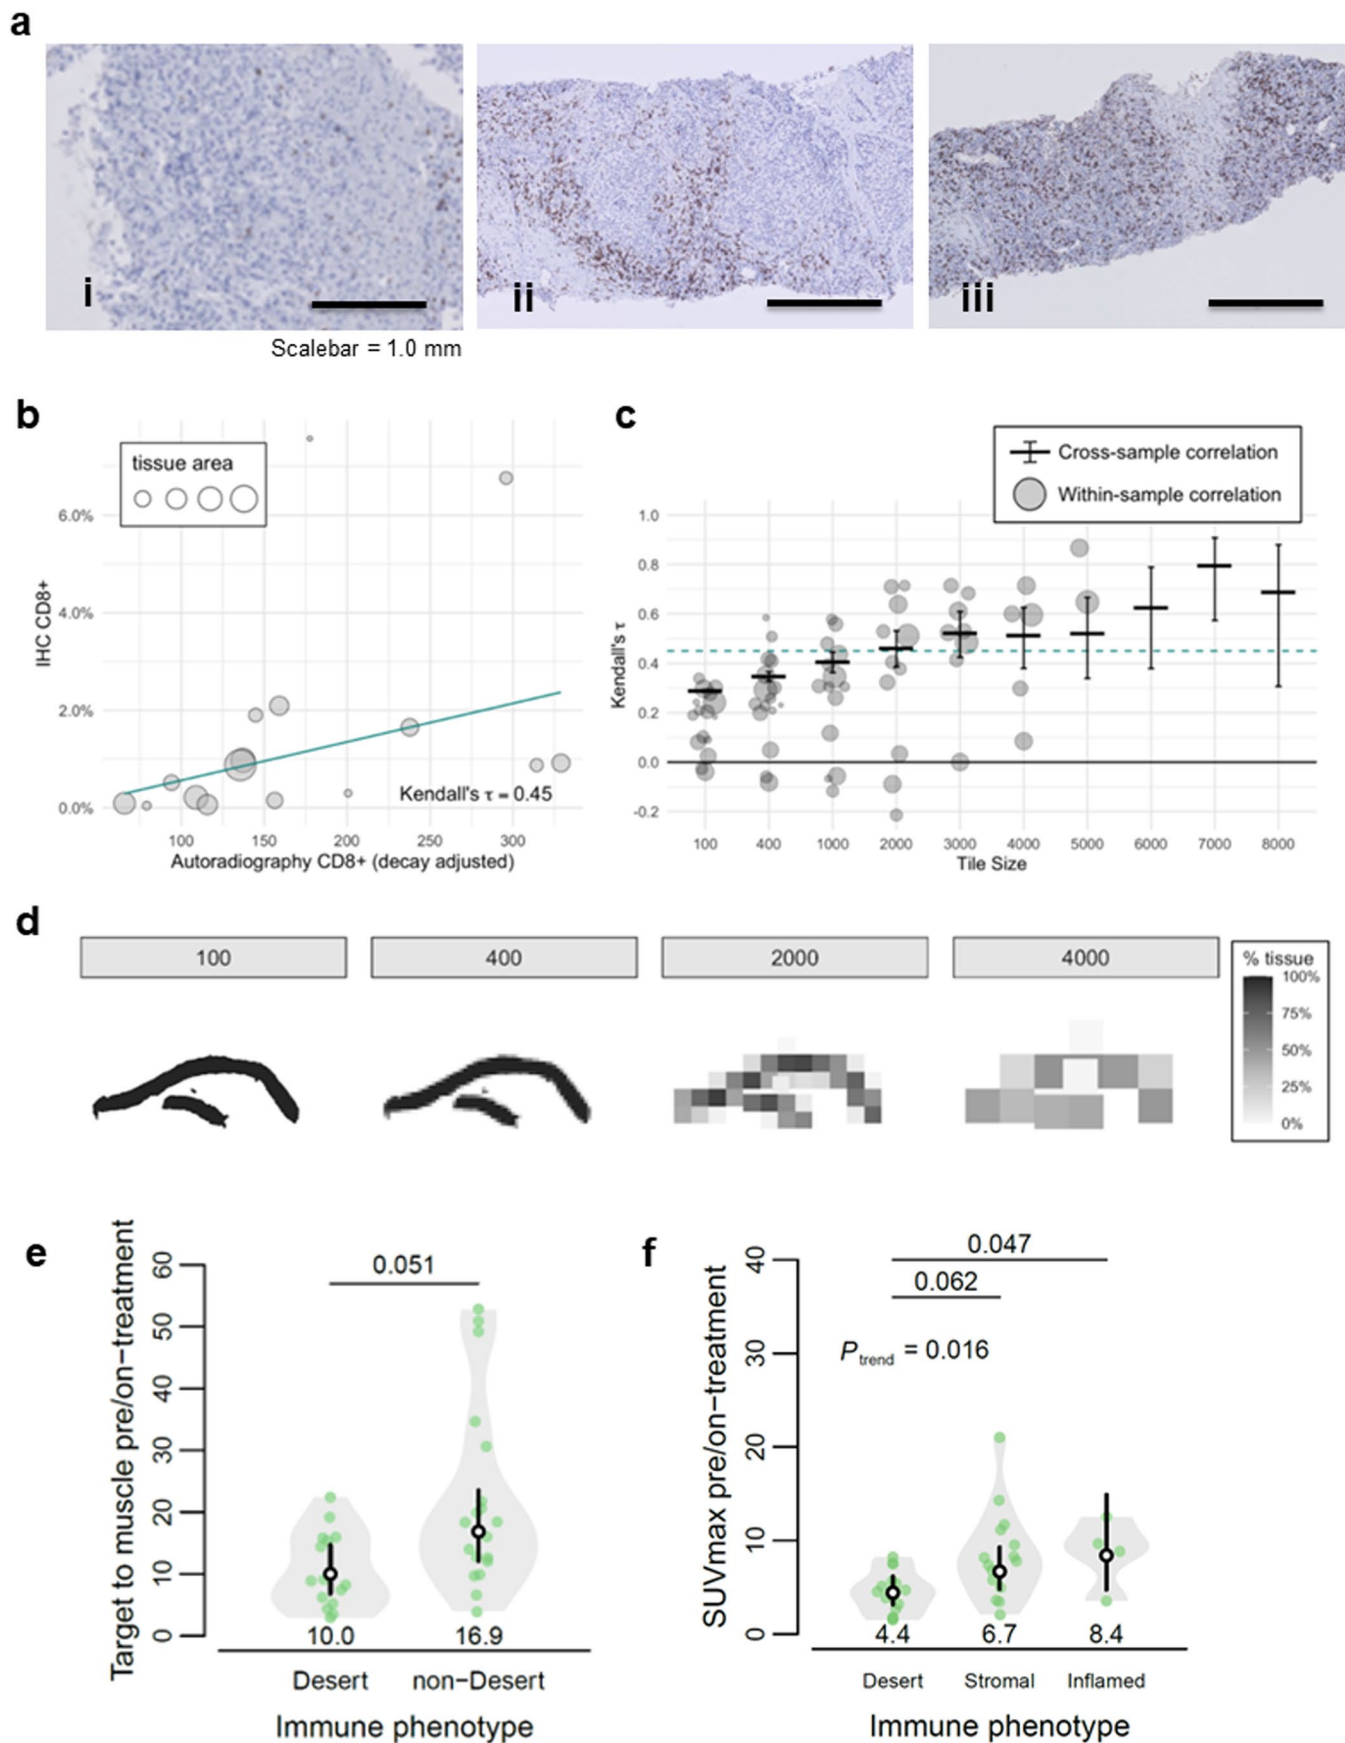 a
i
ii
iii
Scalebar = 1.0 mm
b
tissue area
6.0%
4.0%
2.0%
0.0%
IHC CD8+
Kendall's τ = 0.45
100
150
200
250
300
Autoradiography CD8+ (decay adjusted)
c
Cross-sample correlation
Within-sample correlation
1.0
0.8
0.6
0.4
0.2
0.0
-0.2
Kendall's τ
100
400
1000
2000
3000
4000
5000
6000
7000
8000
Tile Size
d
100
400
2000
4000
% tissue
100%
75%
50%
25%
0%
e
Target to muscle pre/on−treatment
60
50
40
30
20
10
0
0.051
10.0
16.9
Desert
non−Desert
Immune phenotype
f
SUVmax pre/on−treatment
40
30
20
10
0
0.047
0.062
Ptrend = 0.016
4.4
6.7
8.4
Desert
Stromal
Inflamed
Immune phenotype